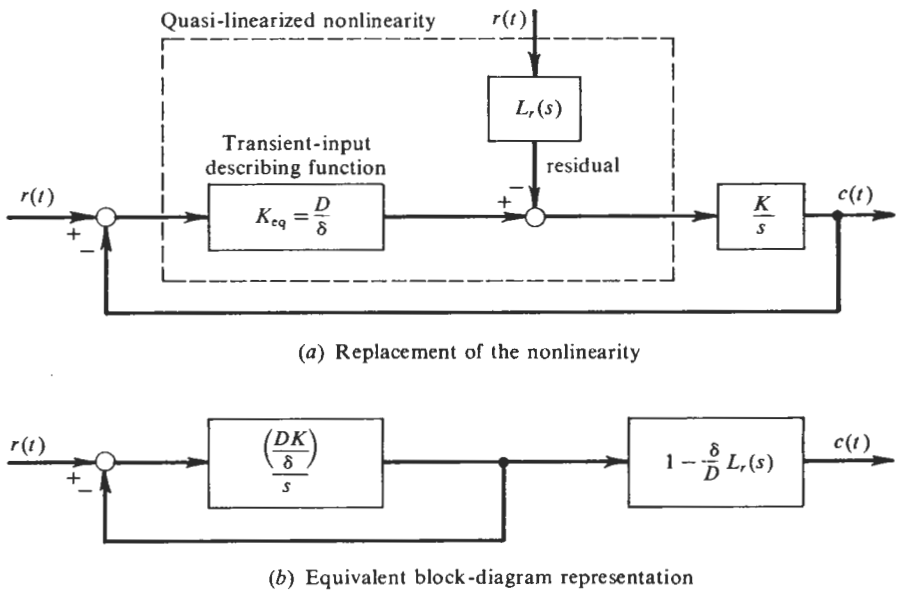 Quasi-linearized nonlinearity
r(t)
L_r(s)
Transient-input
describing function
residual
r(t)
+
−
K_eq = D/δ
+
−
K/s
c(t)
(a) Replacement of the nonlinearity
r(t)
+
−
(DK/δ)/s
1 − δ/D L_r(s)
c(t)
(b) Equivalent block-diagram representation